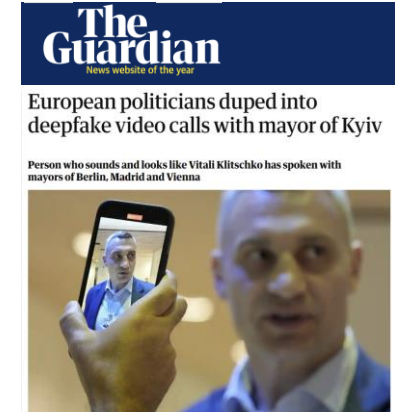 The
Guardian
News website of the year
European politicians duped into
deepfake video calls with mayor of Kyiv
Person who sounds and looks like Vitali Klitschko has spoken with
mayors of Berlin, Madrid and Vienna